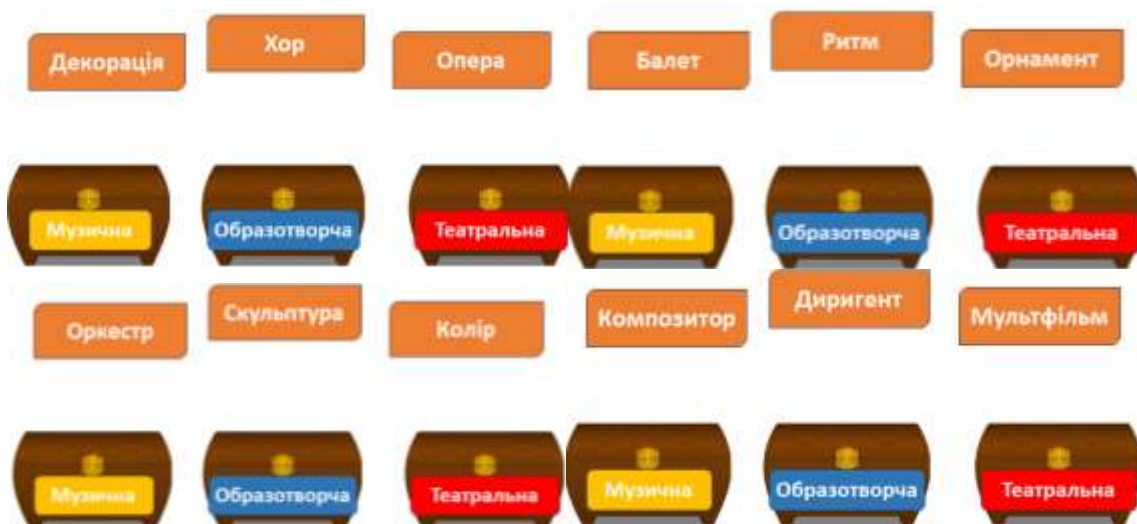 Декорація Хор Опера Балет Ритм Орнамент
Музична Образотворча Театральна Музична Образотворча Театральна
Оркестр Скульптура Колір Композитор Диригент Мультфільм
Музична Образотворча Театральна Музична Образотворча Театральна